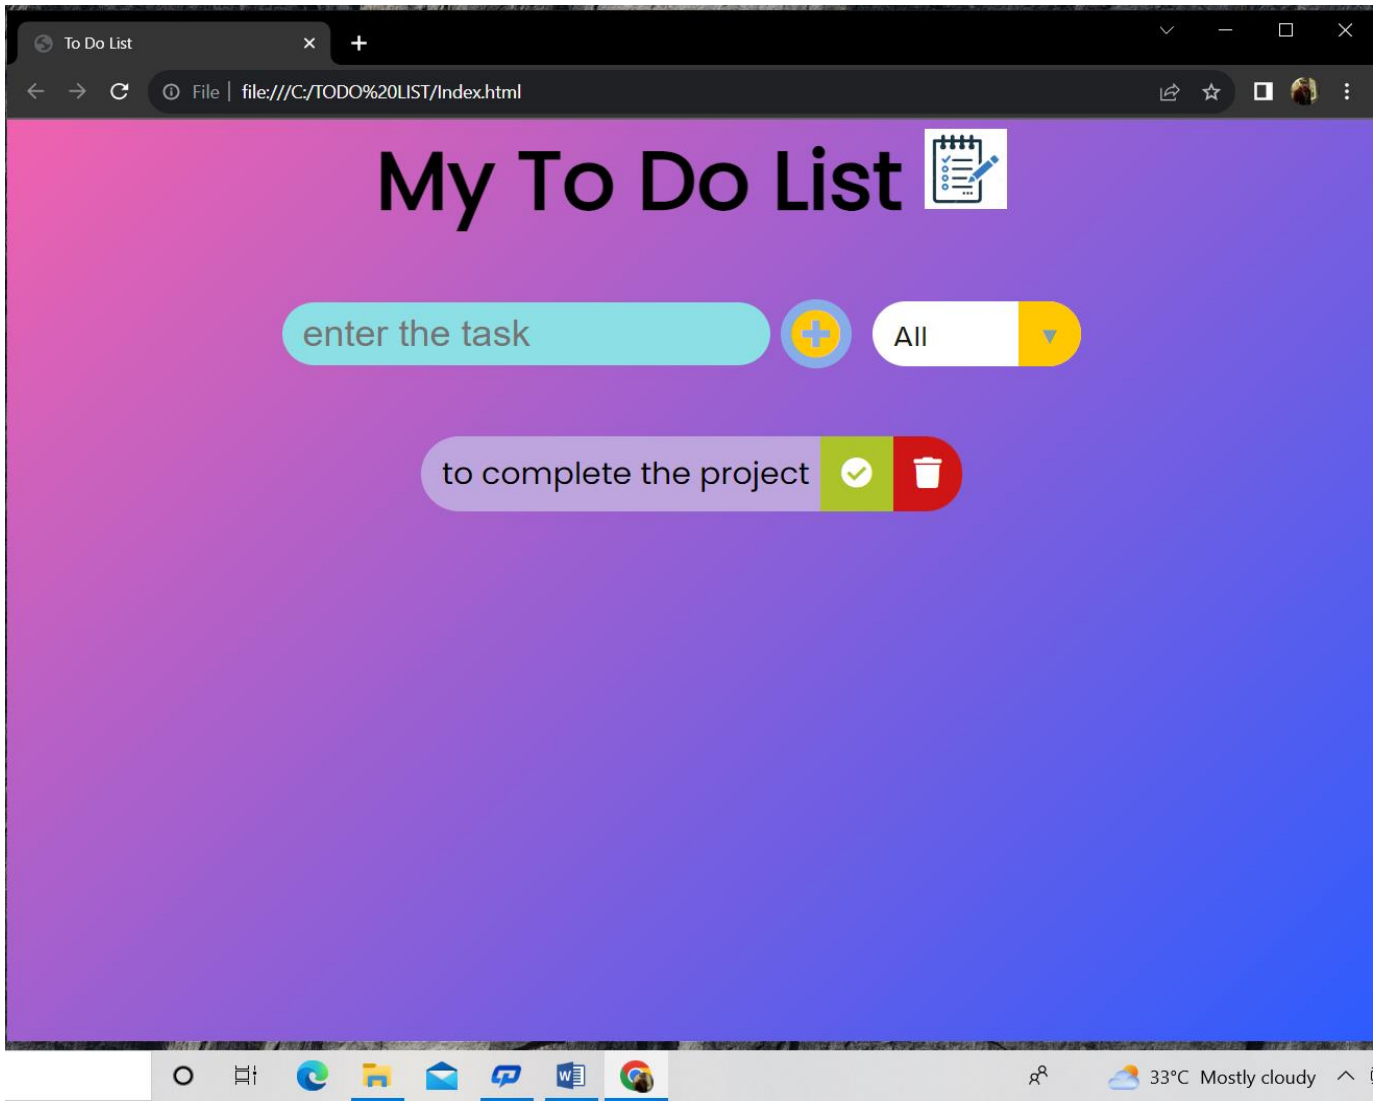 To Do List
File file:///C:/TODO%20LIST/Index.html
My To Do List
enter the task
All
to complete the project
33°C Mostly cloudy